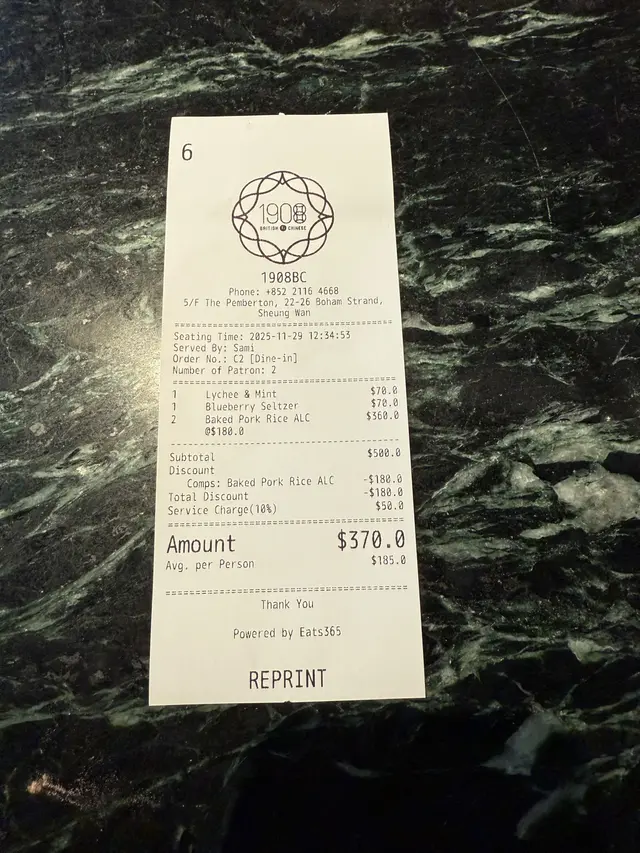 6
1908
BRITISH BY CHINESE
1908BC
Phone: +852 2116 4668
5/F The Pemberton, 22-26 Boham Strand,
Sheung Wan
Seating Time: 2025-11-29 12:34:53
Served By: Sami
Order No.: C2 [Dine-in]
Number of Patron: 2
1 Lychee & Mint $70.0
1 Blueberry Seltzer $70.0
2 Baked Pork Rice ALC $360.0
@$180.0
Subtotal $500.0
Discount
Comps: Baked Pork Rice ALC -$180.0
Total Discount -$180.0
Service Charge(10%) $50.0
Amount $370.0
Avg. per Person $185.0
Thank You
Powered by Eats365
REPRINT